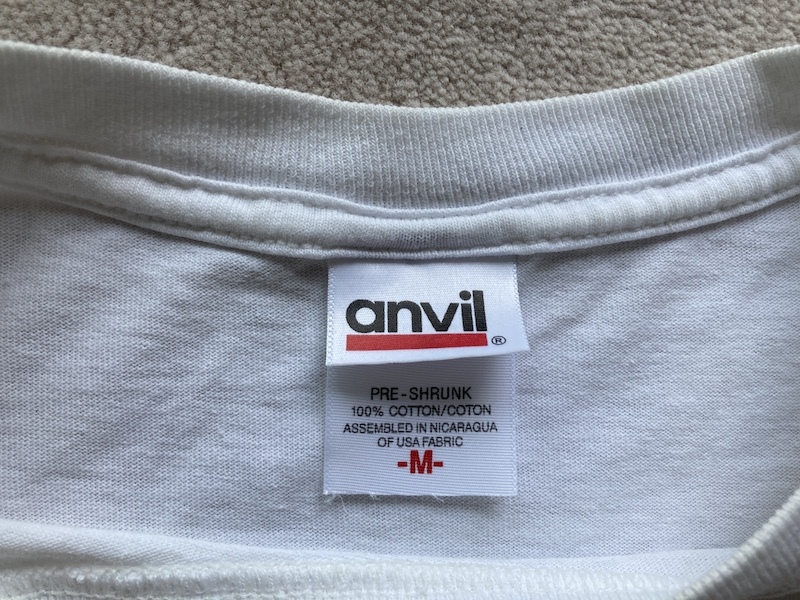 anvil®
PRE-SHRUNK
100% COTTON/COTON
ASSEMBLED IN NICARAGUA
OF USA FABRIC
-M-